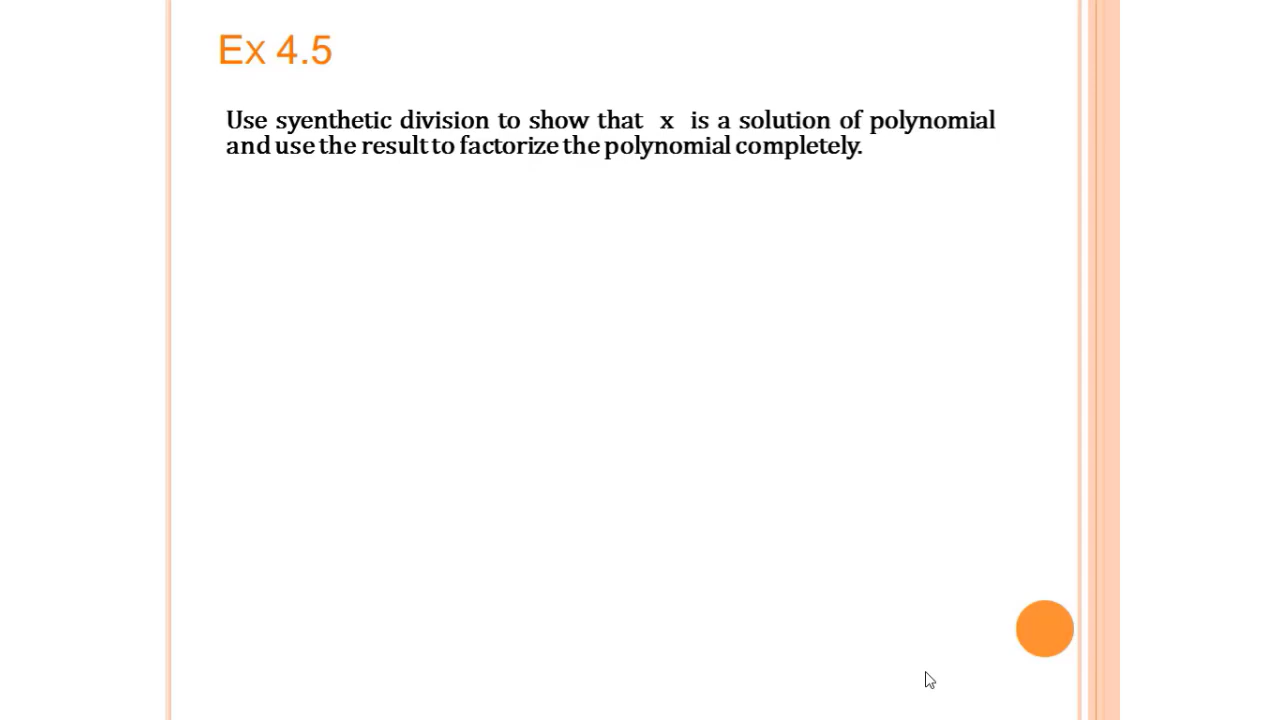 Ex 4.5
Use syenthetic division to show that x is a solution of polynomial
and use the result to factorize the polynomial completely.